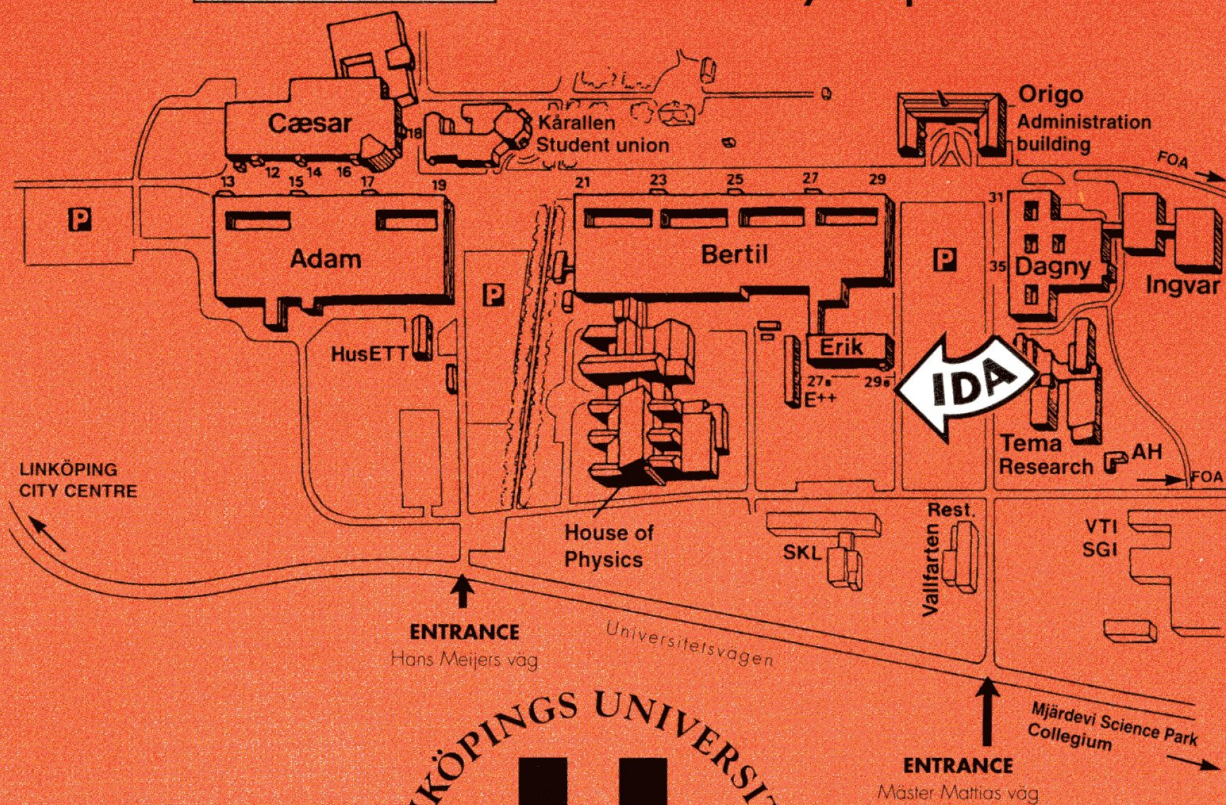 Origo
Administration
building
FOA
Cæsar
Kårallen
Student union
18
12
14
16
13
15
17
19
21
23
25
27
29
31
35
P
Adam
P
Bertil
P
Dagny
Ingvar
HusETT
Erik
27B
29B
E++
IDA
Tema
Research
AH
FOA
LINKÖPING
CITY CENTRE
House of
Physics
SKL
Vallfarten
Rest.
VTI
SGI
ENTRANCE
Hans Meijers väg
Universitetsvägen
Mjärdevi Science Park
Collegium
ENTRANCE
Mäster Mattias väg
KÖPINGS UNIVERSIT